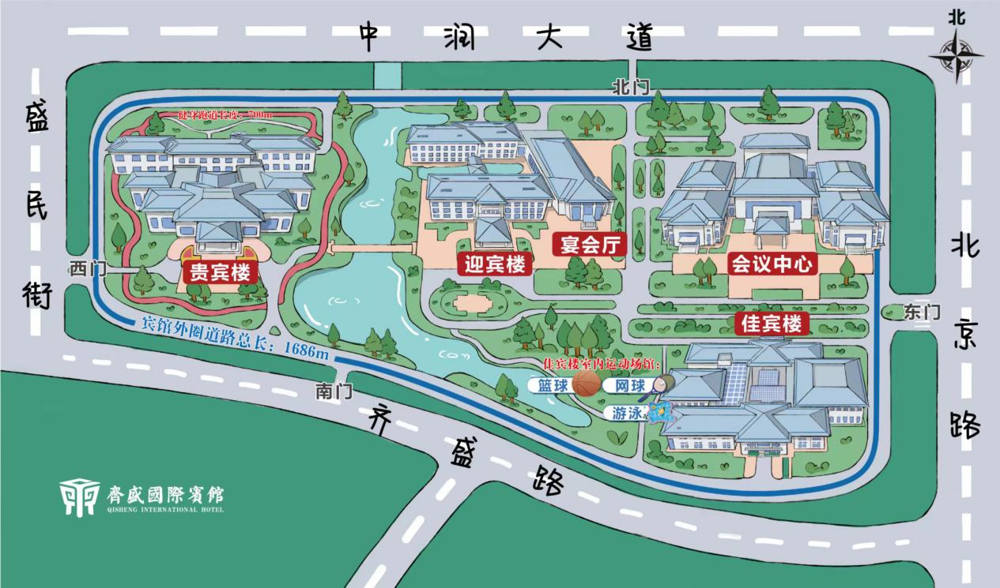 中润大道
北
北门
盛民街
健身跑道长度：700m
宴会厅
迎宾楼
会议中心
贵宾楼
西门
北京路
东门
佳宾楼
宾馆外圈道路总长：1686m
佳宾楼室内运动场馆：
篮球
网球
游泳
南门
齐盛路
齊盛國際賓館
QISHENG INTERNATIONAL HOTEL